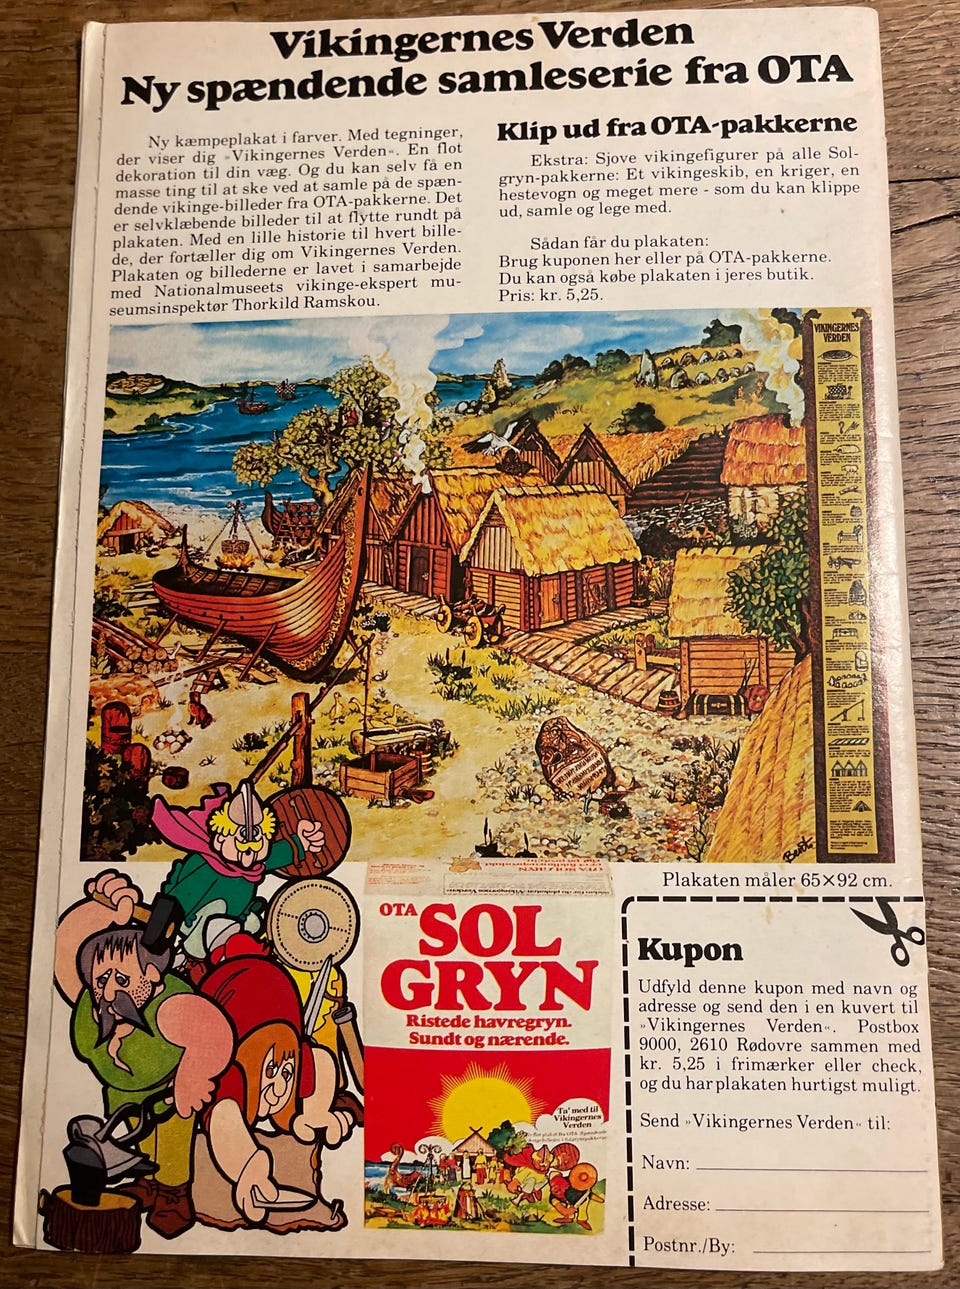 Vikingernes Verden
Ny spændende samleserie fra OTA
Ny kæmpeplakat i farver. Med tegninger,
der viser dig »Vikingernes Verden«. En flot
dekoration til din væg. Og du kan selv få en
masse ting til at ske ved at samle på de spæn-
dende vikinge-billeder fra OTA-pakkerne. Det
er selvklæbende billeder til at flytte rundt på
plakaten. Med en lille historie til hvert bille-
de, der fortæller dig om Vikingernes Verden.
Plakaten og billederne er lavet i samarbejde
med Nationalmuseets vikinge-ekspert mu-
seumsinspektør Thorkild Ramskou.
Klip ud fra OTA-pakkerne
Ekstra: Sjove vikingefigurer på alle Sol-
gryn-pakkerne: Et vikingeskib, en kriger, en
hestevogn og meget mere - som du kan klippe
ud, samle og lege med.
Sådan får du plakaten:
Brug kuponen her eller på OTA-pakkerne.
Du kan også købe plakaten i jeres butik.
Pris: kr. 5,25.
VIKINGERNES
VERDEN
Plakaten måler 65×92 cm.
OTA SOL
GRYN
Ristede havregryn.
Sundt og nærende.
Ta' med til
Vikingernes
Verden
Kupon
Udfyld denne kupon med navn og
adresse og send den i en kuvert til
»Vikingernes Verden«. Postbox
9000, 2610 Rødovre sammen med
kr. 5,25 i frimærker eller check,
og du har plakaten hurtigst muligt.
Send »Vikingernes Verden« til:
Navn:
Adresse:
Postnr./By: